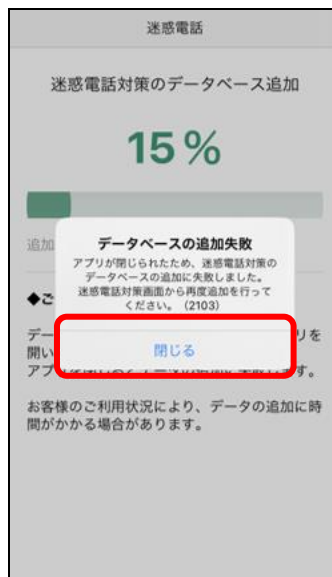 迷惑電話
迷惑電話対策のデータベース追加
15%
追加
データベースの追加失敗
アプリが閉じられたため、迷惑電話対策の
データベースの追加に失敗しました。
迷惑電話対策画面から再度追加を行って
ください。（2103）
◆ご
閉じる
デー
リを
開い
アプ
す。
お客様のご利用状況により、データの追加に時
間がかかる場合があります。